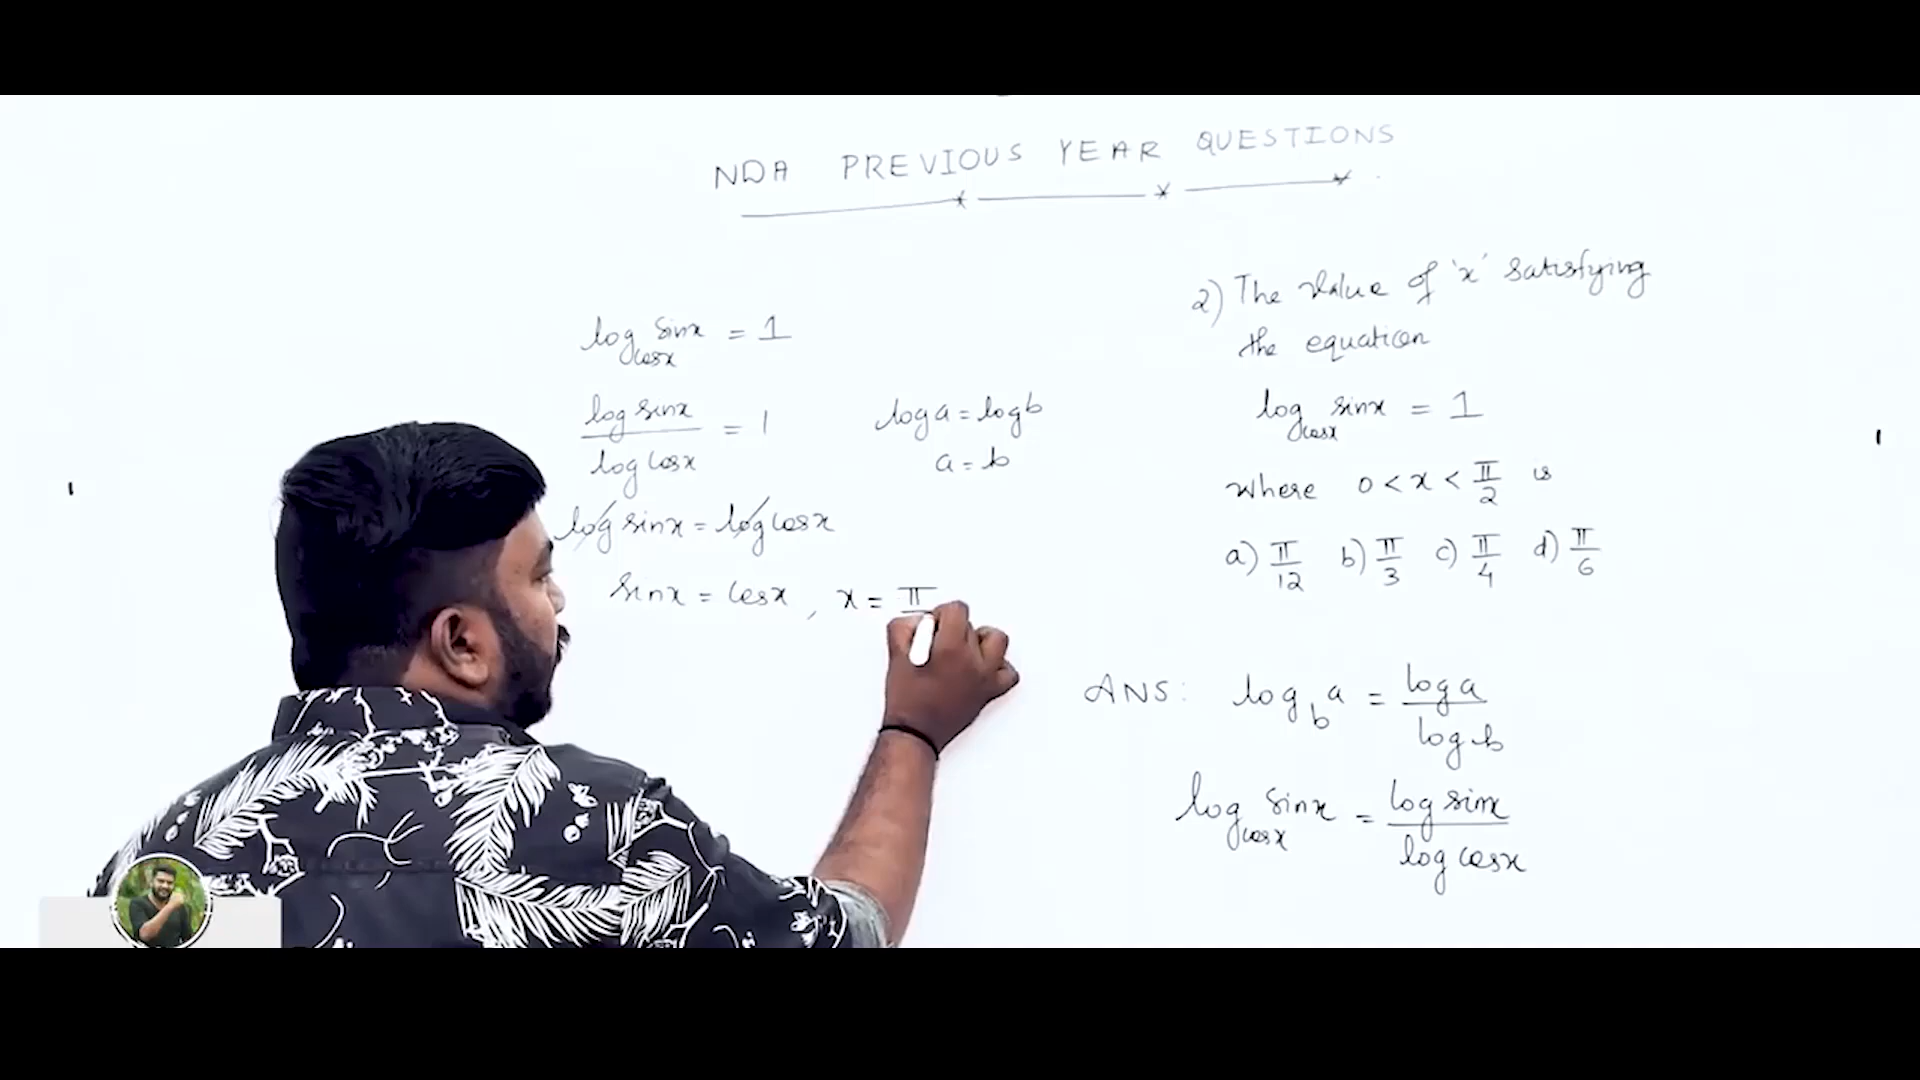 NDA PREVIOUS YEAR QUESTIONS
log_cosx sinx = 1
log sinx / log cosx = 1
log sinx = log cosx
sinx = cosx , x = π
log a = log b
a = b
2) The value of 'x' satisfying
the equation
log_cosx sinx = 1
where 0 < x < π/2 is
a) π/12 b) π/3 c) π/4 d) π/6
ANS: log_b a = log a / log b
log_cosx sinx = log sinx / log cosx